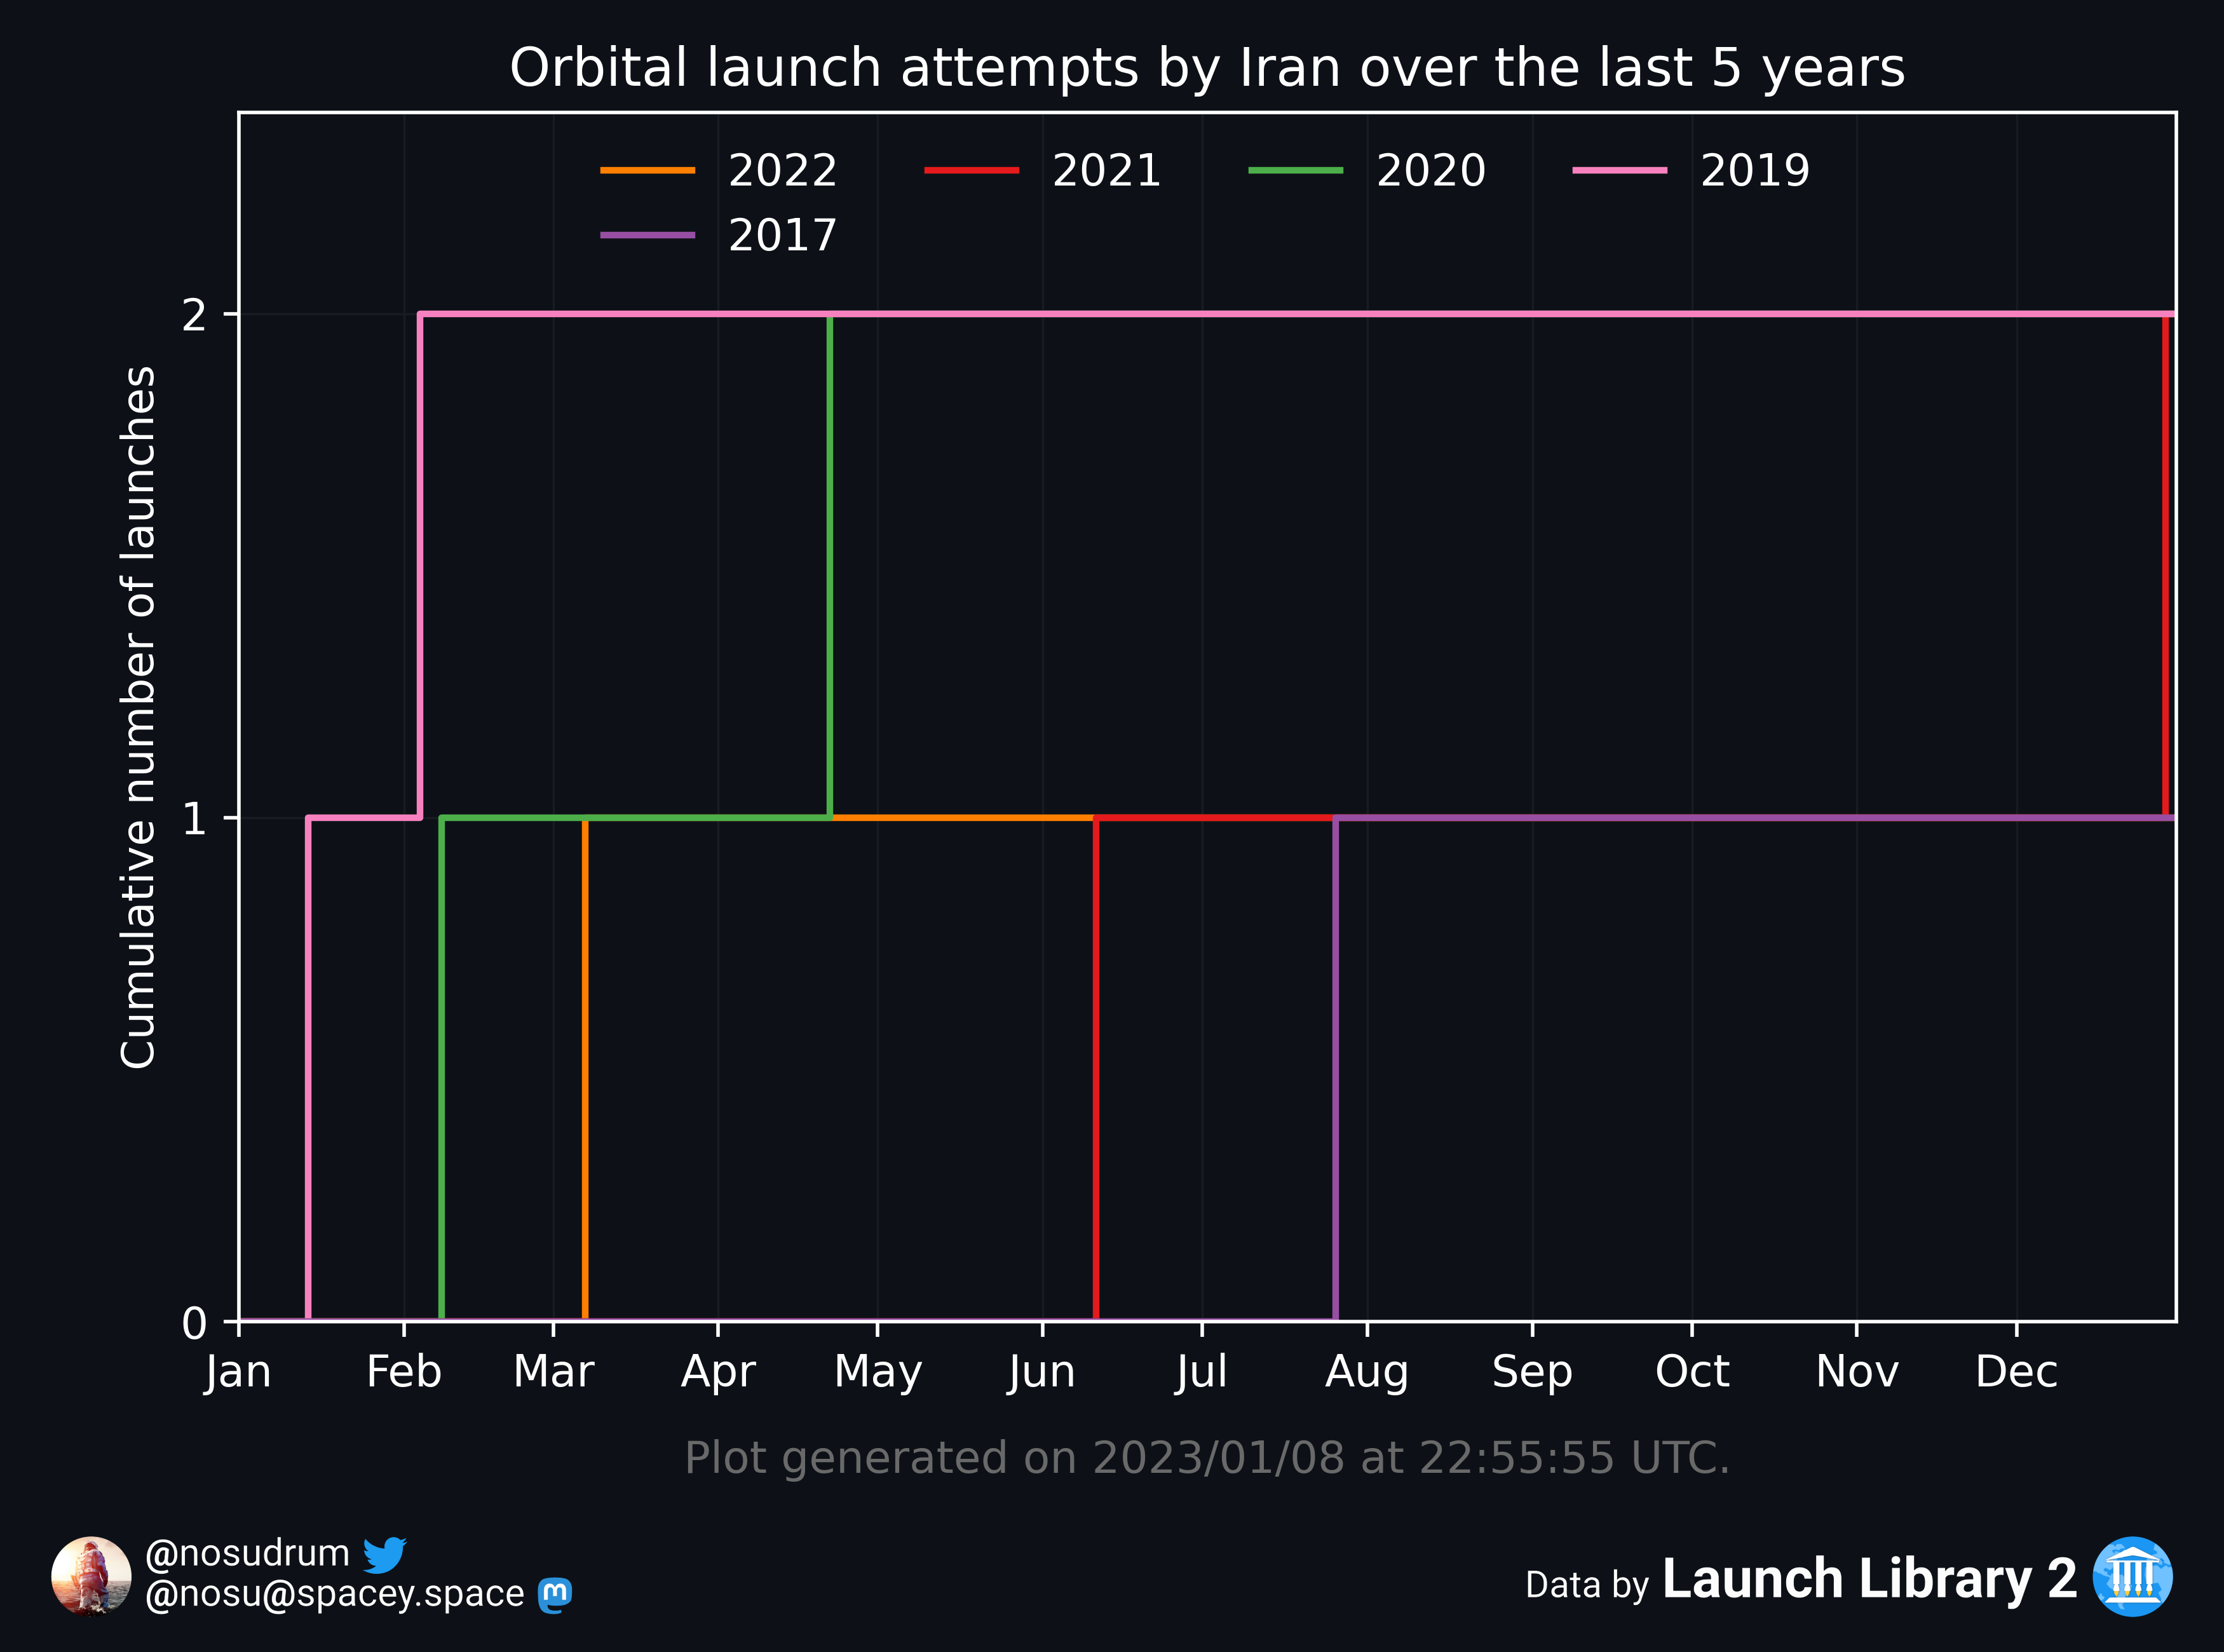 Orbital launch attempts by Iran over the last 5 years
2022 2021 2020 2019
2017
Cumulative number of launches
2
1
0
Jan Feb Mar Apr May Jun Jul Aug Sep Oct Nov Dec
Plot generated on 2023/01/08 at 22:55:55 UTC.
@nosudrum
@nosu@spacey.space
Data by Launch Library 2